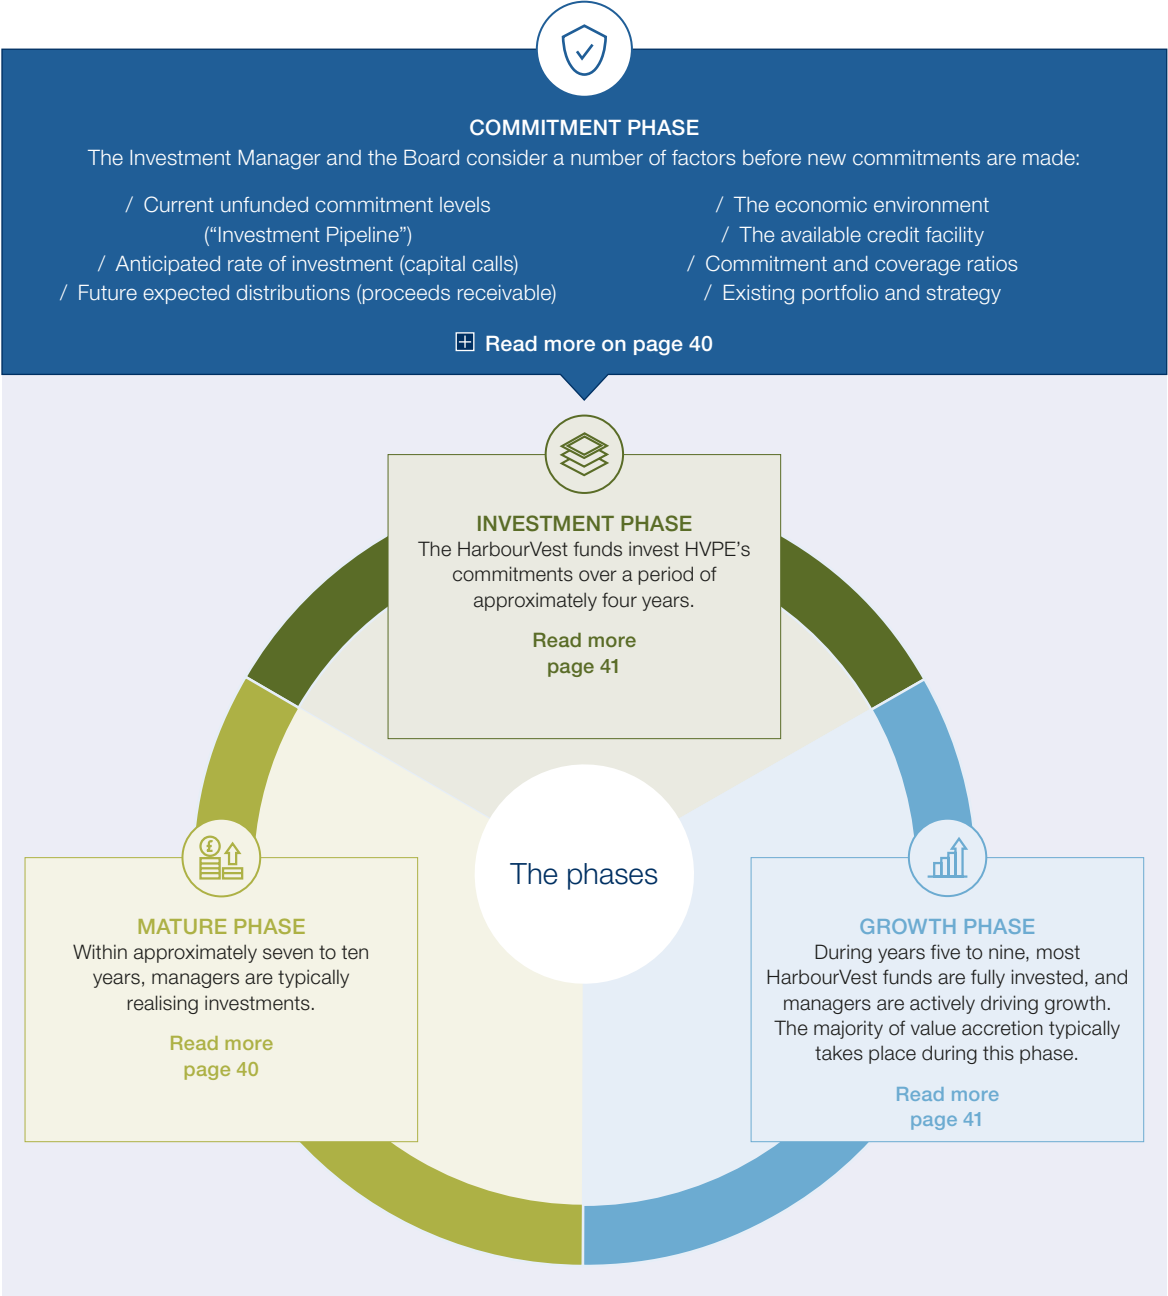 COMMITMENT PHASE
The Investment Manager and the Board consider a number of factors before new commitments are made:
/ Current unfunded commitment levels
(“Investment Pipeline”)
/ Anticipated rate of investment (capital calls)
/ Future expected distributions (proceeds receivable)
/ The economic environment
/ The available credit facility
/ Commitment and coverage ratios
/ Existing portfolio and strategy
Read more on page 40
INVESTMENT PHASE
The HarbourVest funds invest HVPE’s
commitments over a period of
approximately four years.
Read more
page 41
The phases
MATURE PHASE
Within approximately seven to ten
years, managers are typically
realising investments.
Read more
page 40
£
GROWTH PHASE
During years five to nine, most
HarbourVest funds are fully invested, and
managers are actively driving growth.
The majority of value accretion typically
takes place during this phase.
Read more
page 41